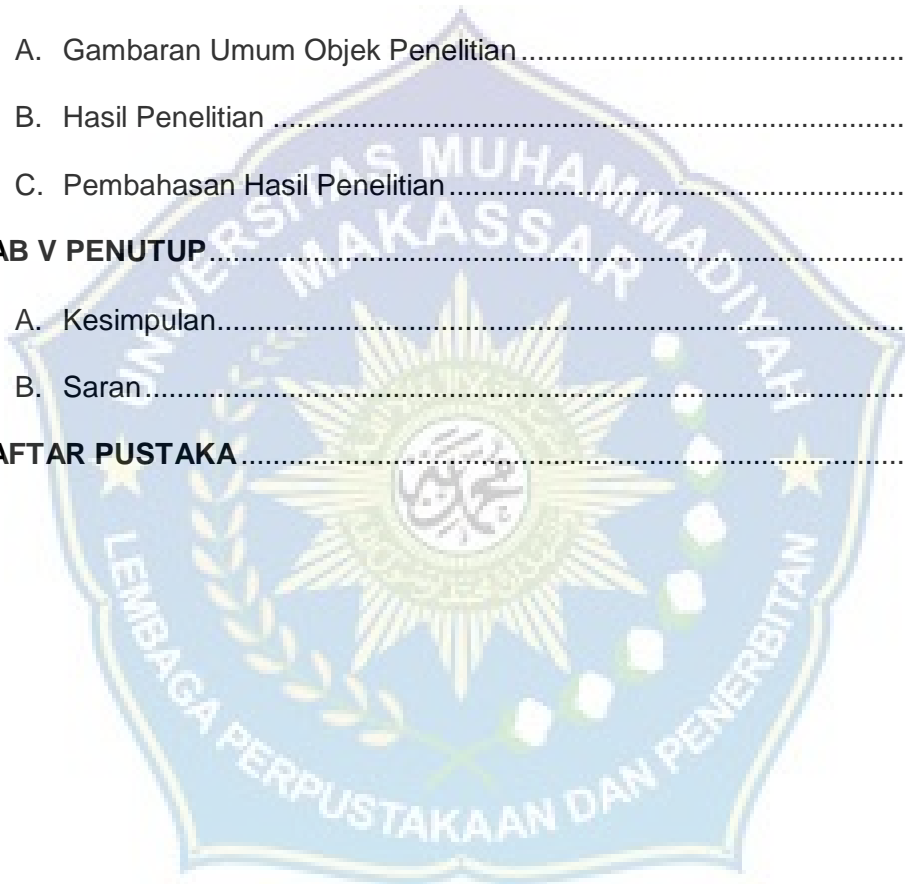 A. Gambaran Umum Objek Penelitian ................................................
B. Hasil Penelitian ................................................................................
C. Pembahasan Hasil Penelitian ..........................................................
AB V PENUTUP ........................................................................................
A. Kesimpulan .......................................................................................
B. Saran ................................................................................................
AFTAR PUSTAKA ....................................................................................
UNIVERSITAS MUHAMMADIYAH
MAKASSAR
LEMBAGA PERPUSTAKAAN DAN PENERBITAN